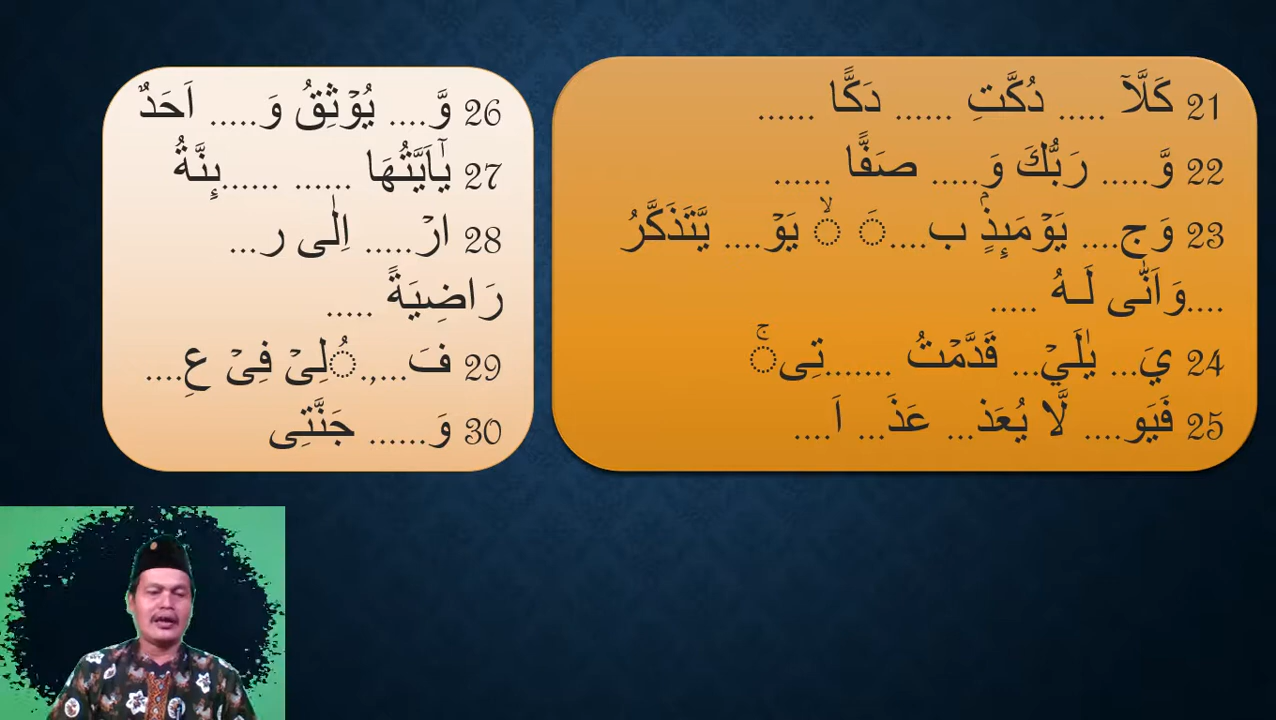 21 كَلَّآ ..... دُكَّتِ ...... دَكًّا ......
22 وَّ..... رَبُّكَ وَ..... صَفًّا ......
23 وَج.... يَوْمَىِٕذٍۢ ب....َ ۙ يَوْ.... يَّتَذَكَّرُ
....وَاَنّٰى لَـهُ .....
24 يَ... يٰلَيْ... قَدَّمْتُ .......تِىۚ
25 فَيَو.... لَّا يُعَذ... عَذَ... اَ....
26 وَّ.... يُوْثِقُ وَ..... اَحَدٌ
27 يٰٓاَيَّتُهَا ...... ......ىِٕنَّةُ
28 ارْ..... اِلٰى ر...
رَاضِيَةً .....
29 فَ...,.ُلِىْ فِىْ عِ....
30 وَ...... جَنَّتِى